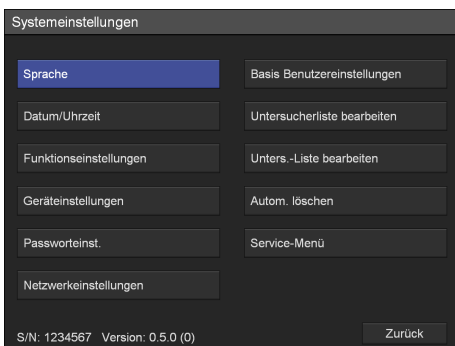 Systemeinstellungen
Sprache
Datum/Uhrzeit
Funktionseinstellungen
Geräteinstellungen
Passworteinst.
Netzwerkeinstellungen
Basis Benutzereinstellungen
Untersucherliste bearbeiten
Unters.-Liste bearbeiten
Autom. löschen
Service-Menü
S/N: 1234567 Version: 0.5.0 (0)
Zurück